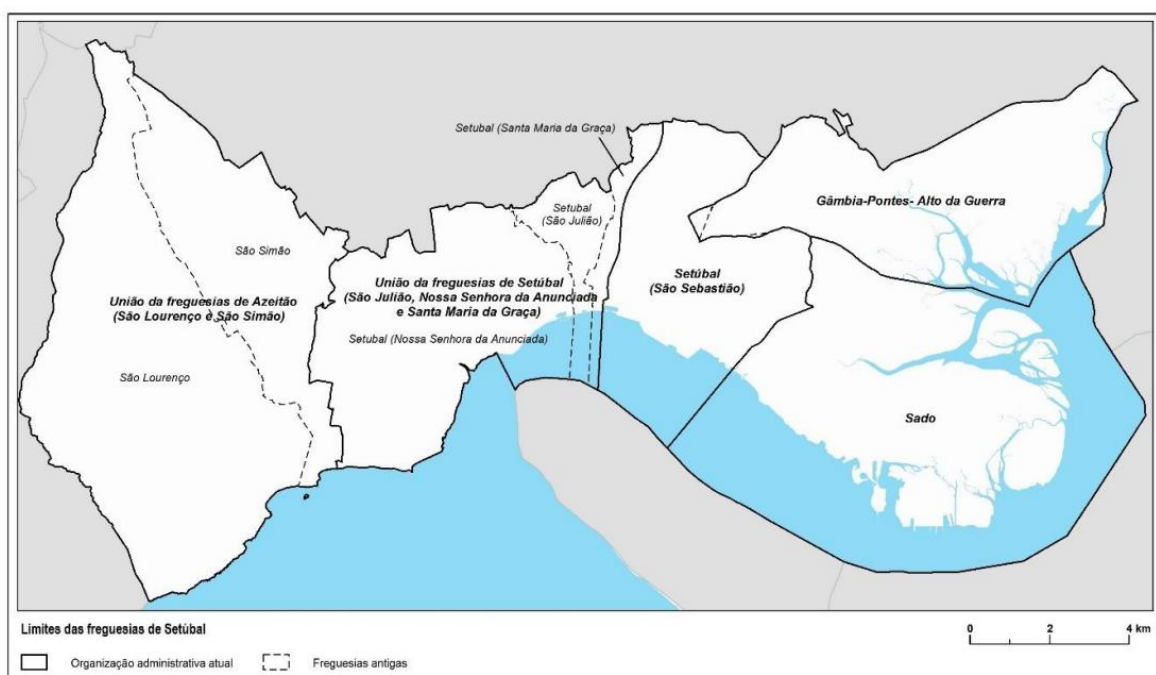 Setubal (Santa Maria da Graça)
Setubal
(São Julião)
Gâmbia-Pontes- Alto da Guerra
São Simão
União da freguesias de Azeitão
(São Lourenço e São Simão)
União da freguesias de Setúbal
(São Julião, Nossa Senhora da Anunciada
e Santa Maria da Graça)
Setúbal
(São Sebastião)
Setubal (Nossa Senhora da Anunciada)
São Lourenço
Sado
Limites das freguesias de Setúbal
Organização administrativa atual
Freguesias antigas
0 2 4 km